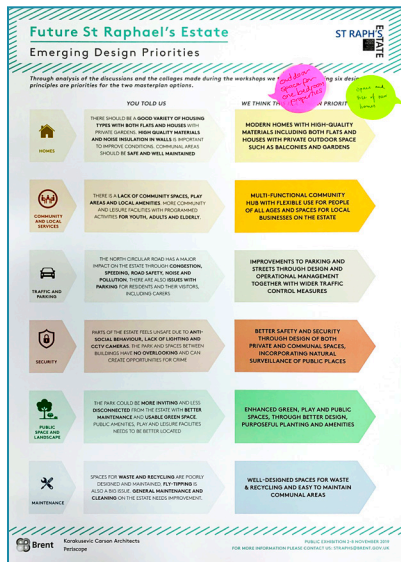 Future St Raphael's Estate
Emerging Design Priorities
ST RAPH'S
ESTATE
Through analysis of the discussions and the collages made during the workshops we
six desi
principles are priorities for the two masterplan options.
outdoor
space for
one bedroom
properties
YOU TOLD US
WE THINK TH
PRIORIT
HOMES
THERE SHOULD BE A GOOD VARIETY OF HOUSING
TYPES WITH BOTH FLATS AND HOUSES WITH
PRIVATE GARDENS. HIGH QUALITY MATERIALS
AND NOISE INSULATION IN WALLS IS IMPORTANT
TO IMPROVE CONDITIONS. COMMUNAL AREAS
SHOULD BE SAFE AND WELL MAINTAINED
MODERN HOMES WITH HIGH-QUALITY
MATERIALS INCLUDING BOTH FLATS
AND HOUSES WITH PRIVATE OUTDOOR SPACE
SUCH AS BALCONIES AND GARDENS
COMMUNITY
AND LOCAL
SERVICES
THERE IS A LACK OF COMMUNITY SPACES, PLAY
AREAS AND LOCAL AMENITIES. MORE COMMUNITY
AND LEISURE FACILITIES WITH PROGRAMMED
ACTIVITIES FOR YOUTH, ADULTS AND ELDERLY.
MULTI-FUNCTIONAL COMMUNITY
HUB WITH FLEXIBLE USE FOR PEOPLE
OF ALL AGES AND SPACES FOR LOCAL
BUSINESSES ON THE ESTATE
TRAFFIC AND
PARKING
THE NORTH CIRCULAR ROAD HAS A MAJOR
IMPACT ON THE ESTATE THROUGH CONGESTION,
SPEEDING, ROAD SAFETY, NOISE AND
POLLUTION. THERE ARE ALSO ISSUES WITH
PARKING FOR RESIDENTS AND THEIR VISITORS,
INCLUDING CARERS
IMPROVEMENTS TO PARKING AND
STREETS THROUGH DESIGN AND
OPERATIONAL MANAGEMENT
TOGETHER WITH WIDER TRAFFIC
CONTROL MEASURES
SECURITY
PARTS OF THE ESTATE FEELS UNSAFE DUE TO ANTI-
SOCIAL BEHAVIOUR, LACK OF LIGHTING AND
CCTV CAMERAS. THE PARK AND SPACES BETWEEN
BUILDINGS HAVE NO OVERLOOKING AND CAN
CREATE OPPORTUNITIES FOR CRIME
BETTER SAFETY AND SECURITY
THROUGH DESIGN OF BOTH
PRIVATE AND COMMUNAL SPACES,
INCORPORATING NATURAL
SURVEILLANCE OF PUBLIC PLACES
PUBLIC
SPACE AND
LANDSCAPE
THE PARK COULD BE MORE INVITING AND LESS
DISCONNECTED FROM THE ESTATE WITH BETTER
MAINTENANCE AND USABLE GREEN SPACE.
PUBLIC AMENITIES, PLAY AND LEISURE FACILITIES
NEEDS TO BE BETTER LOCATED
ENHANCED GREEN, PLAY AND PUBLIC
SPACES, THROUGH BETTER DESIGN,
PURPOSEFUL PLANTING AND AMENITIES
MAINTENANCE
SPACES FOR WASTE AND RECYCLING ARE POORLY
DESIGNED AND MAINTAINED, FLY-TIPPING IS
ALSO A BIG ISSUE. GENERAL MAINTENANCE AND
CLEANING ON THE ESTATE NEEDS IMPROVEMENT.
WELL-DESIGNED SPACES FOR WASTE
& RECYCLING AND EASY TO MAINTAIN
COMMUNAL AREAS
Brent
Karakusevic Carson Architects
Periscope
PUBLIC EXHIBITION NOVEMBER 2019
FOR MORE INFORMATION PLEASE CONTACT US: STRAPHS@BRENT.GOV.UK